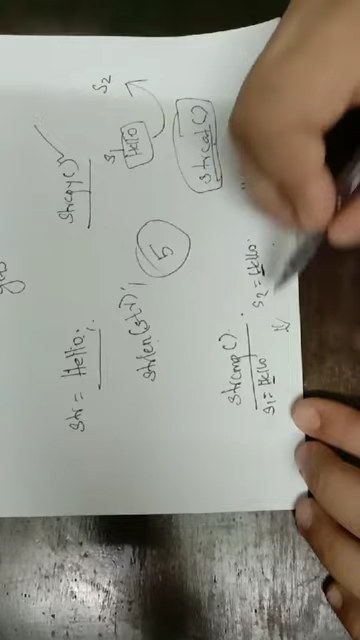 str = Hello;
strlen(str);
5
strcpy()
S1
Hello
S2
strcmp()
S1 = Hello
S2 = Hello
strcat()